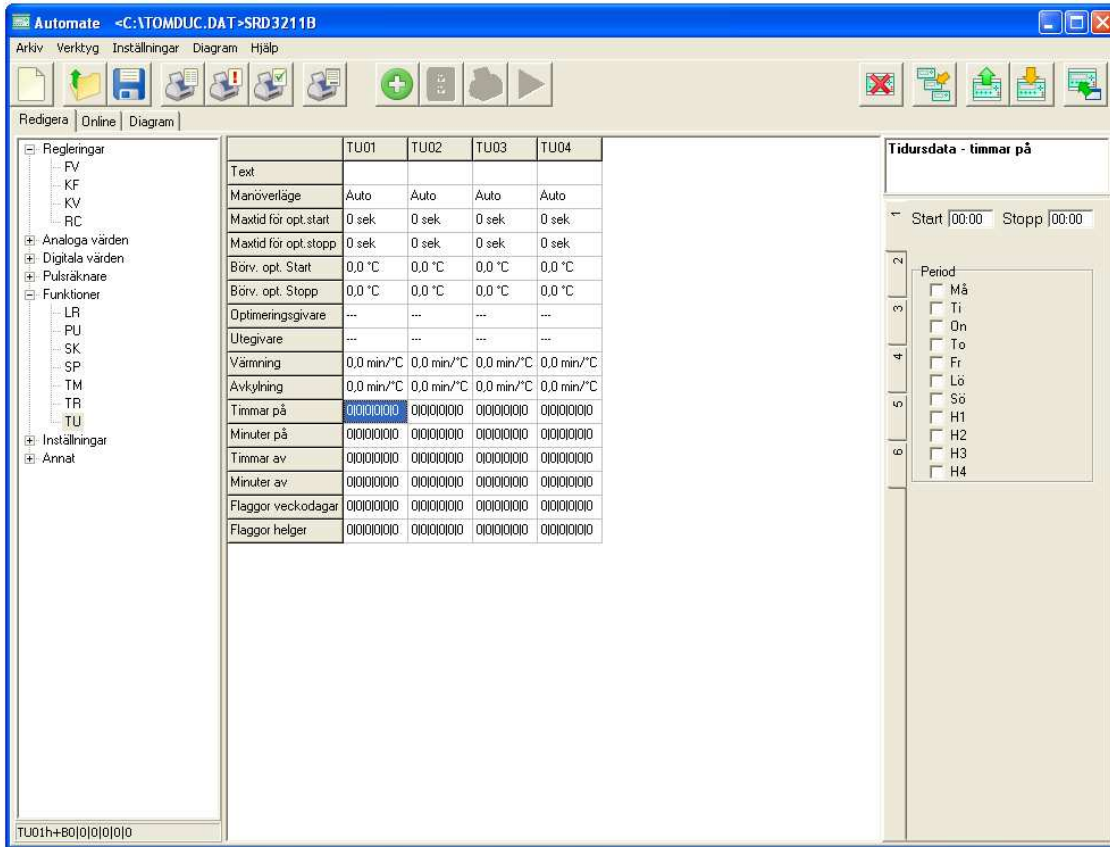 Automate <C:\TOMDUC.DAT>SRD3211B
Arkiv Verktyg Inställningar Diagram Hjälp
Redigera Online Diagram
Regleringar
FV
KF
KV
RC
Analoga värden
Digitala värden
Pulsräknare
Funktioner
LR
PU
SK
SP
TM
TR
TU
Inställningar
Annat
TU01h+B0|0|0|0|0|0
TU01 TU02 TU03 TU04
Text
Manöverläge Auto Auto Auto Auto
Maxtid för opt.start 0 sek 0 sek 0 sek 0 sek
Maxtid för opt.stopp 0 sek 0 sek 0 sek 0 sek
Börv. opt. Start 0,0 °C 0,0 °C 0,0 °C 0,0 °C
Börv. opt. Stopp 0,0 °C 0,0 °C 0,0 °C 0,0 °C
Optimeringsgivare --- --- --- ---
Utegivare --- --- --- ---
Värmning 0,0 min/°C 0,0 min/°C 0,0 min/°C 0,0 min/°C
Avkylning 0,0 min/°C 0,0 min/°C 0,0 min/°C 0,0 min/°C
Timmar på 0|0|0|0|0|0 0|0|0|0|0|0 0|0|0|0|0|0 0|0|0|0|0|0
Minuter på 0|0|0|0|0|0 0|0|0|0|0|0 0|0|0|0|0|0 0|0|0|0|0|0
Timmar av 0|0|0|0|0|0 0|0|0|0|0|0 0|0|0|0|0|0 0|0|0|0|0|0
Minuter av 0|0|0|0|0|0 0|0|0|0|0|0 0|0|0|0|0|0 0|0|0|0|0|0
Flaggor veckodagar 0|0|0|0|0|0 0|0|0|0|0|0 0|0|0|0|0|0 0|0|0|0|0|0
Flaggor helger 0|0|0|0|0|0 0|0|0|0|0|0 0|0|0|0|0|0 0|0|0|0|0|0
Tidursdata - timmar på
1
2
3
4
5
6
Start 00:00 Stopp 00:00
Period
Må
Ti
On
To
Fr
Lö
Sö
H1
H2
H3
H4